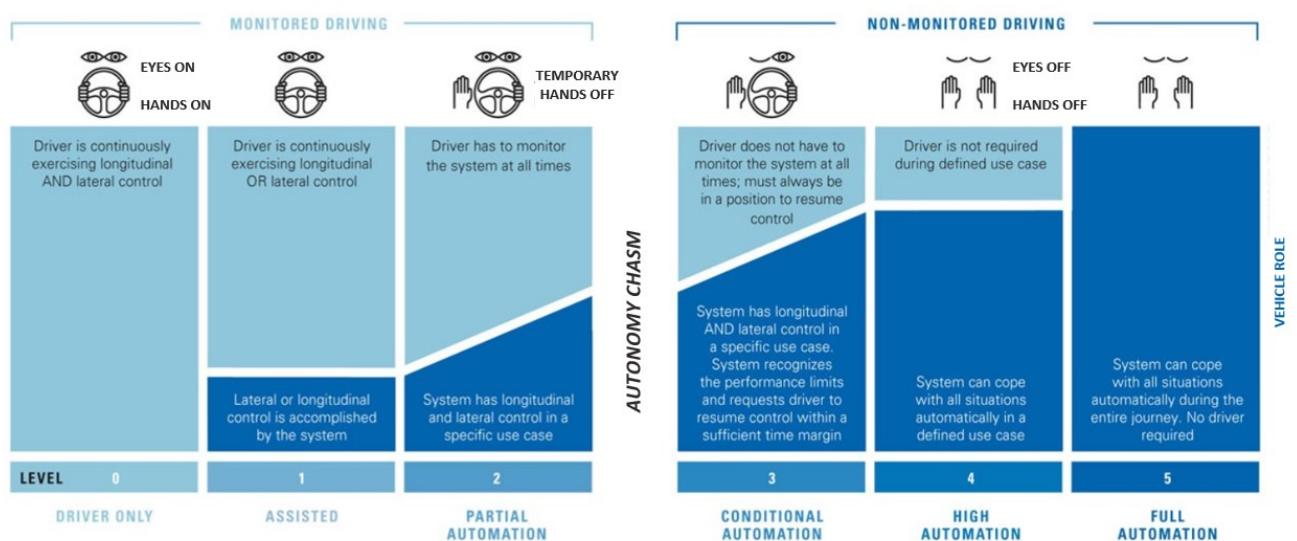 MONITORED DRIVING
EYES ON
HANDS ON
TEMPORARY
HANDS OFF
Driver is continuously
exercising longitudinal
AND lateral control
Driver is continuously
exercising longitudinal
OR lateral control
Lateral or longitudinal
control is accomplished
by the system
Driver has to monitor
the system at all times
System has longitudinal
and lateral control in a
specific use case
LEVEL 0
1
2
DRIVER ONLY
ASSISTED
PARTIAL
AUTOMATION
AUTONOMY CHASM
NON-MONITORED DRIVING
EYES OFF
HANDS OFF
Driver does not have to
monitor the system at all
times; must always be
in a position to resume
control
System has longitudinal
AND lateral control in
a specific use case.
System recognizes
the performance limits
and requests driver to
resume control within a
sufficient time margin
Driver is not required
during defined use case
System can cope
with all situations
automatically in a
defined use case
System can cope
with all situations
automatically during the
entire journey. No driver
required
3
4
5
CONDITIONAL
AUTOMATION
HIGH
AUTOMATION
FULL
AUTOMATION
VEHICLE ROLE